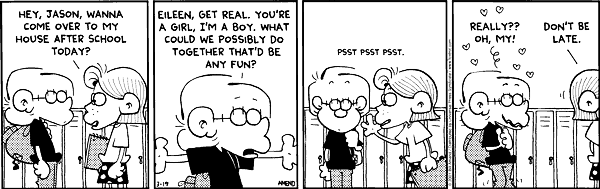 HEY, JASON, WANNA
COME OVER TO MY
HOUSE AFTER SCHOOL
TODAY?
EILEEN, GET REAL. YOU'RE
A GIRL, I'M A BOY. WHAT
COULD WE POSSIBLY DO
TOGETHER THAT'D BE
ANY FUN?
3-19
AMEND
PSST PSST PSST.
REALLY??
OH, MY!
DON'T BE
LATE.